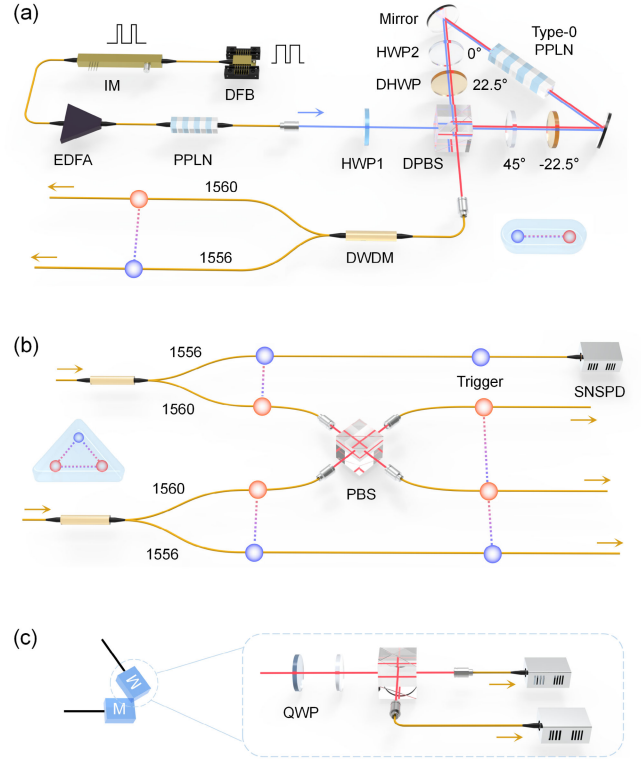 (a)
Mirror
Type-0
PPLN
HWP2
0°
IM
DFB
DHWP
22.5°
EDFA
PPLN
HWP1
DPBS
45°
-22.5°
1560
1556
DWDM
(b)
1556
Trigger
SNSPD
1560
1560
PBS
1556
(c)
M
M
QWP